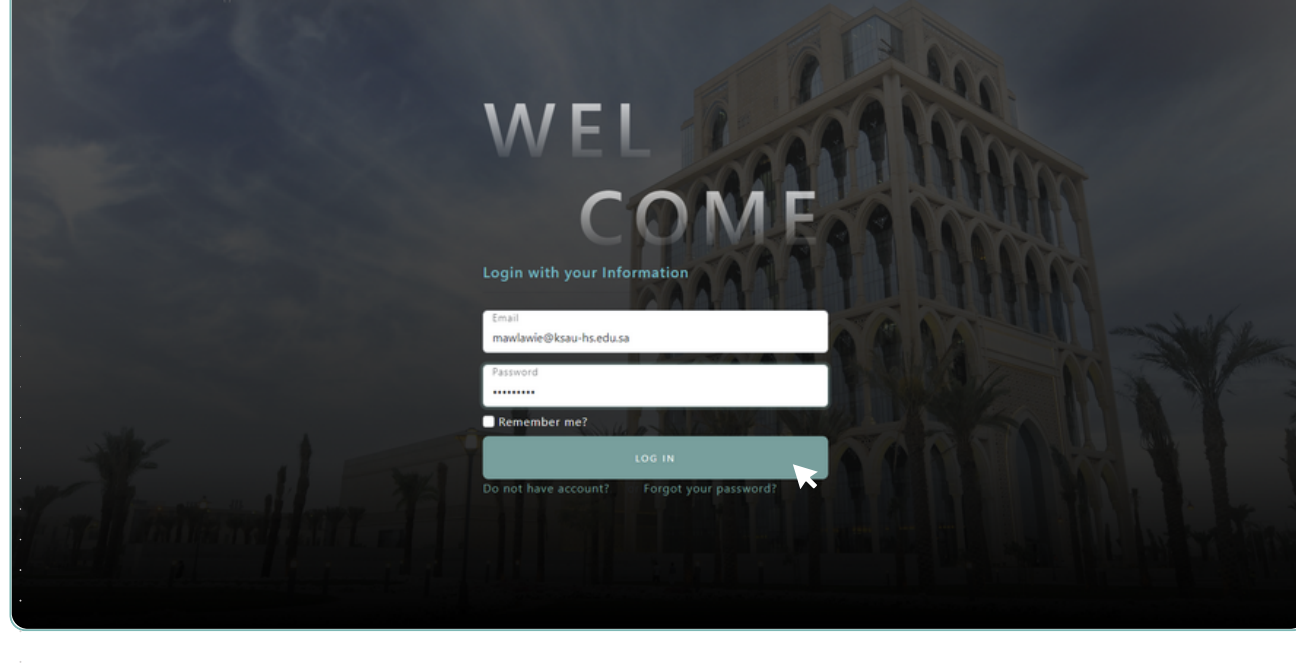 WEL
COME
Login with your Information
Email
mawlawie@ksau-hs.edu.sa
Password
•••••••••
Remember me?
LOG IN
Do not have account? Forgot your password?